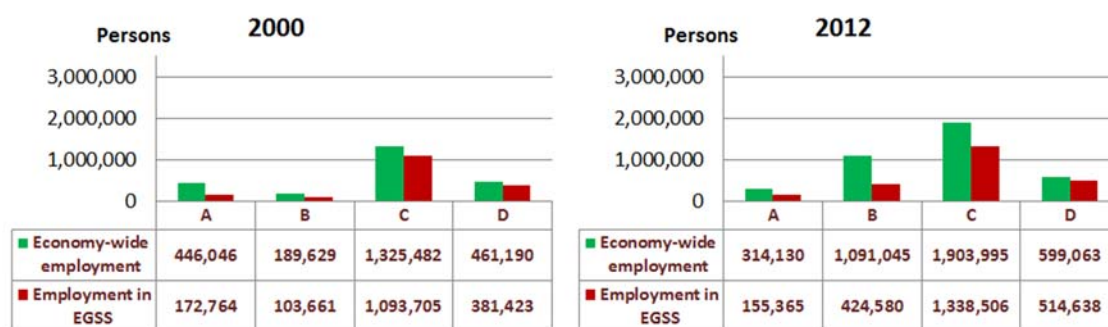 Persons 2000
3,000,000
2,000,000
1,000,000
0
A B C D
Economy-wide employment 446,046 189,629 1,325,482 461,190
Employment in EGSS 172,764 103,661 1,093,705 381,423
Persons 2012
3,000,000
2,000,000
1,000,000
0
A B C D
Economy-wide employment 314,130 1,091,045 1,903,995 599,063
Employment in EGSS 155,365 424,580 1,338,506 514,638